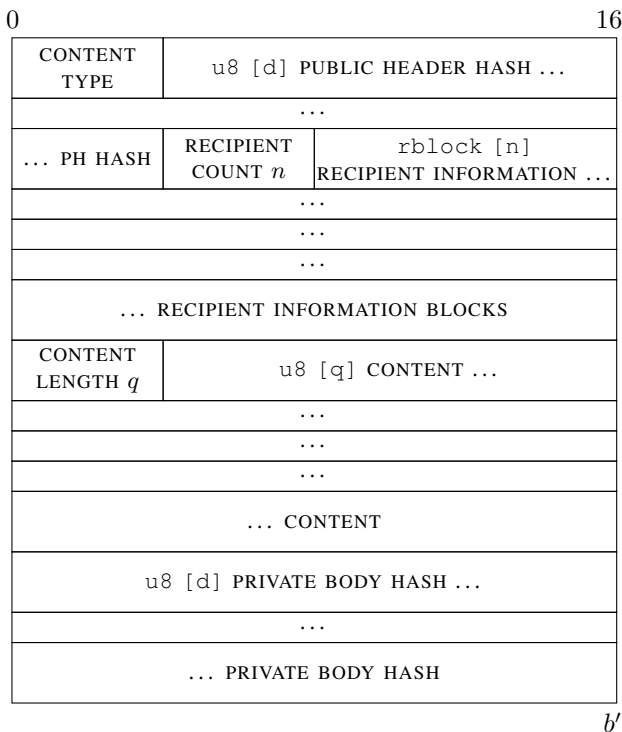 0 16
CONTENT TYPE
u8 [d] PUBLIC HEADER HASH ...
...
... PH HASH
RECIPIENT COUNT n
rblock [n]
RECIPIENT INFORMATION ...
...
...
...
... RECIPIENT INFORMATION BLOCKS
CONTENT LENGTH q
u8 [q] CONTENT ...
...
...
...
... CONTENT
u8 [d] PRIVATE BODY HASH ...
...
... PRIVATE BODY HASH
b′